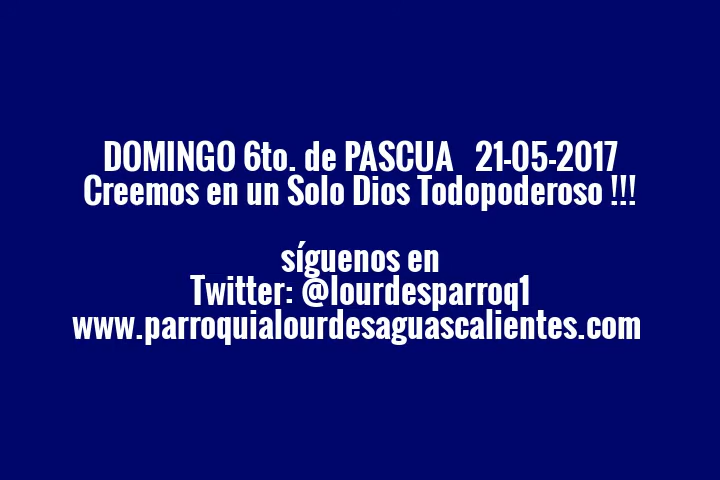 DOMINGO 6to. de PASCUA 21-05-2017
Creemos en un Solo Dios Todopoderoso !!!
síguenos en
Twitter: @lourdesparroq1
www.parroquialourdesaguascalientes.com